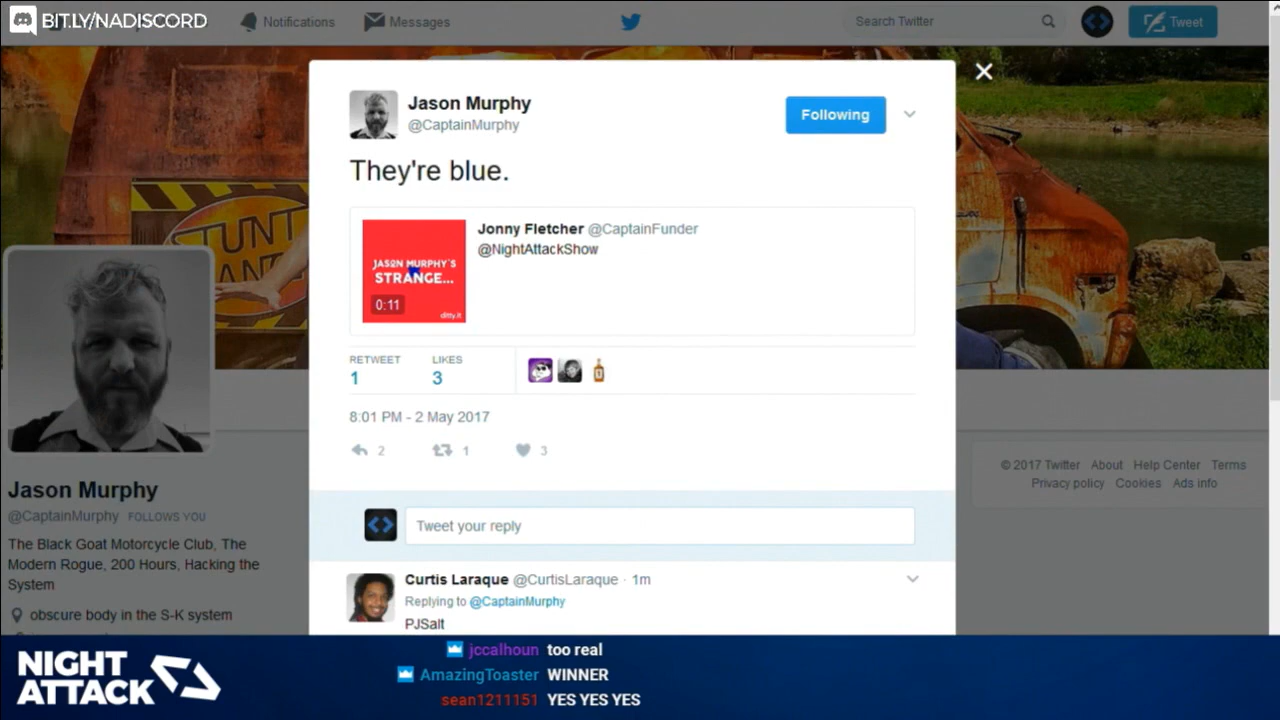 BIT.LY/NADISCORD
Notifications
Messages
Search Twitter
Tweet
Jason Murphy
@CaptainMurphy
Following
They're blue.
Jonny Fletcher @CaptainFunder
@NightAttackShow
JASON MURPHY'S
STRANGE...
0:11
ditty.it
RETWEET
1
LIKES
3
8:01 PM - 2 May 2017
2
1
3
Tweet your reply
Curtis Laraque @CurtisLaraque · 1m
Replying to @CaptainMurphy
PJSalt
STUNT
Jason Murphy
@CaptainMurphy FOLLOWS YOU
The Black Goat Motorcycle Club, The
Modern Rogue, 200 Hours, Hacking the
System
obscure body in the S-K system
© 2017 Twitter About Help Center Terms
Privacy policy Cookies Ads info
NIGHT
ATTACK
jccalhoun too real
AmazingToaster WINNER
sean1211151 YES YES YES